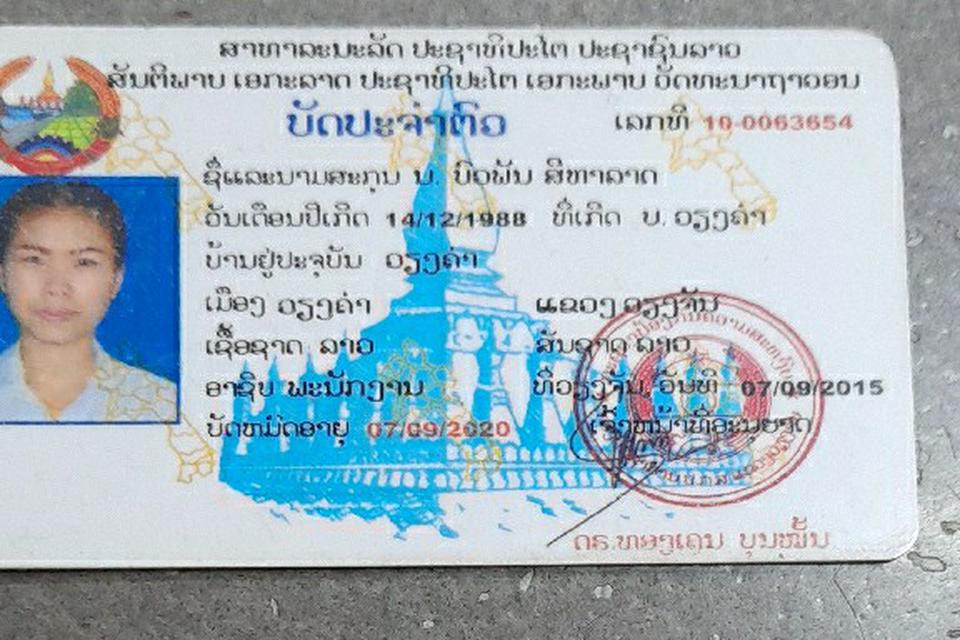 ສາທາລະນະລັດ ປະຊາທິປະໄຕ ປະຊາຊົນລາວ
ສັນຕິພາບ ເອກະລາດ ປະຊາທິປະໄຕ ເອກະພາບ ວັດທະນາຖາວອນ
ບັດປະຈຳຕົວ
ເລກທີ 10-0063654
ຊື່ແລະນາມສະກຸນ ນ. ບົວພັນ ສີທາລາດ
ວັນເດືອນປີເກີດ 14/12/1988 ທີ່ເກີດ ບ. ວຽງຄຳ
ບ້ານຢູ່ປະຈຸບັນ ວຽງຄຳ
ເມືອງ ວຽງຄຳ ແຂວງ ວຽງຈັນ
ເຊື້ອຊາດ ລາວ ສັນຊາດ ລາວ
ອາຊີບ ພະນັກງານ ທີ່ວຽງຈັນ, ວັນທີ 07/09/2015
ບັດຫມົດອາຍຸ 07/09/2020 ເຈົ້າຫນ້າທີ່ອະນຸຍາດ
ດຣ.ທອງເຄນ ບຸນໝັ້ນ